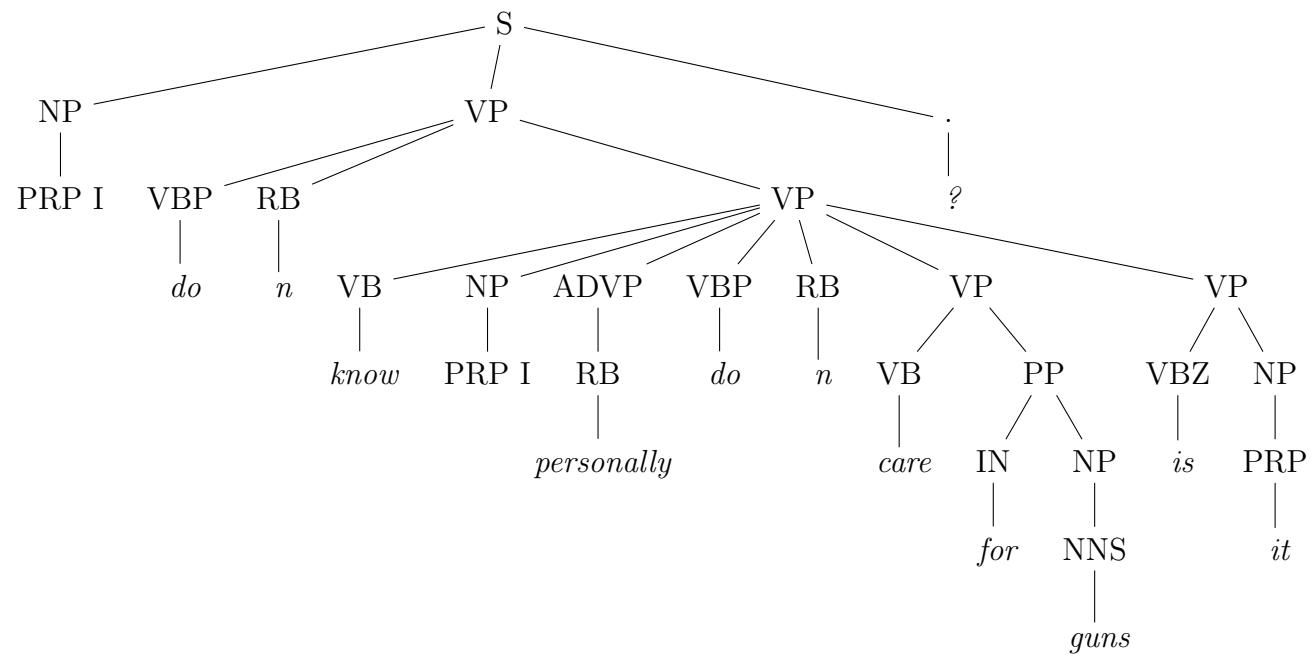 S
NP VP .
PRP I VBP RB VP ?
do n VB NP ADVP VBP RB VP VP
know PRP I RB do n VB PP VBZ NP
personally care IN NP is PRP
for NNS it
guns